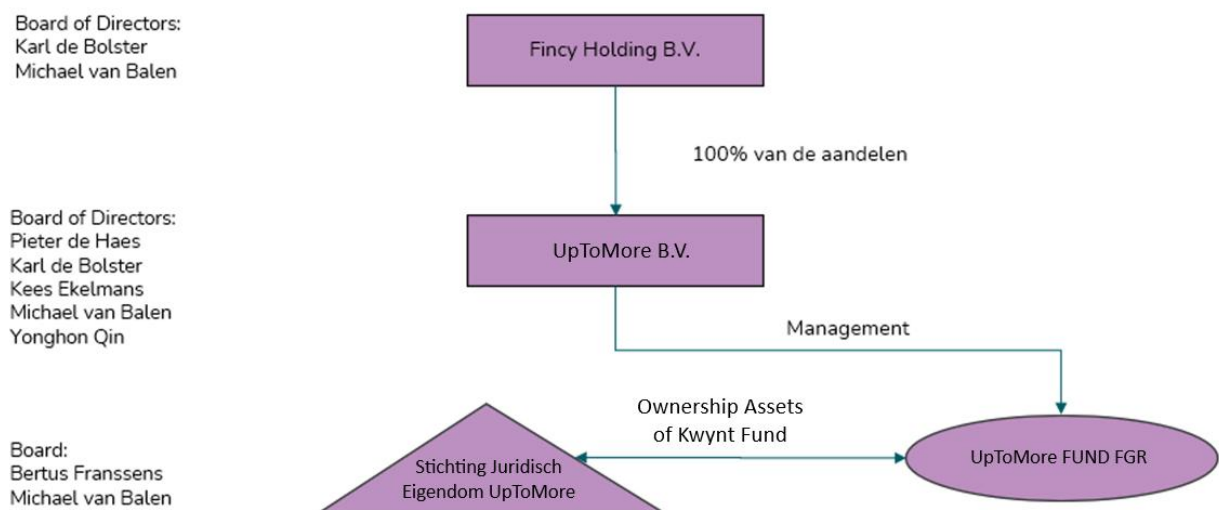 Board of Directors:
Karl de Bolster
Michael van Balen
Fincy Holding B.V.
100% van de aandelen
Board of Directors:
Pieter de Haes
Karl de Bolster
Kees Ekelmans
Michael van Balen
Yonghon Qin
UpToMore B.V.
Management
Ownership Assets
of Kwynt Fund
Board:
Bertus Franssens
Michael van Balen
Stichting Juridisch
Eigendom UpToMore
UpToMore FUND FGR